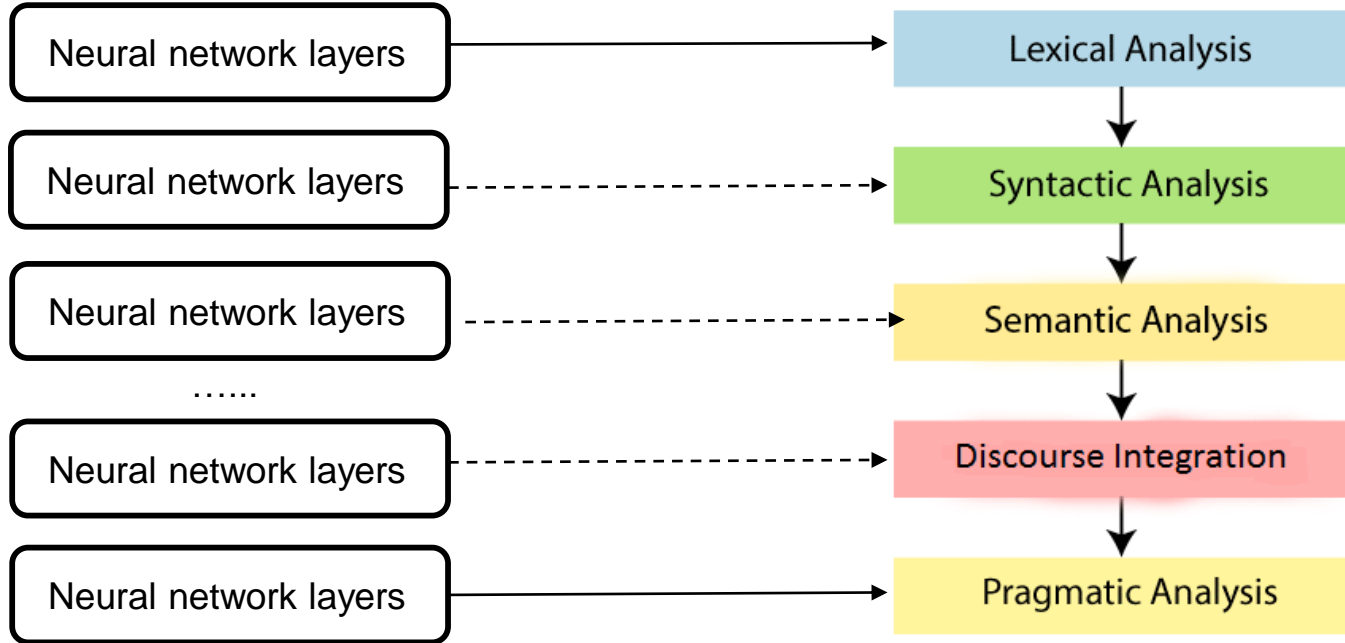 Neural network layers
Lexical Analysis
Neural network layers
Syntactic Analysis
Neural network layers
Semantic Analysis
…...
Neural network layers
Discourse Integration
Neural network layers
Pragmatic Analysis